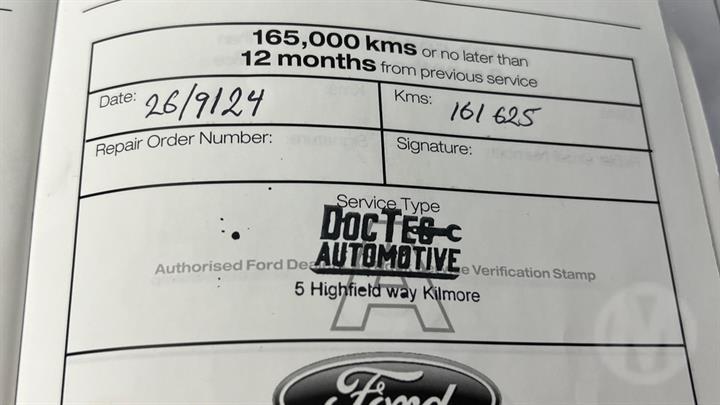 165,000 kms or no later than
12 months from previous service
Date: 26/9/24 Kms: 161 625
Repair Order Number: Signature:
Service Type
DOCTEG
AUTOMOTIVE
Authorised Ford Dea e Verification Stamp
5 Highfield way Kilmore
A
Ford